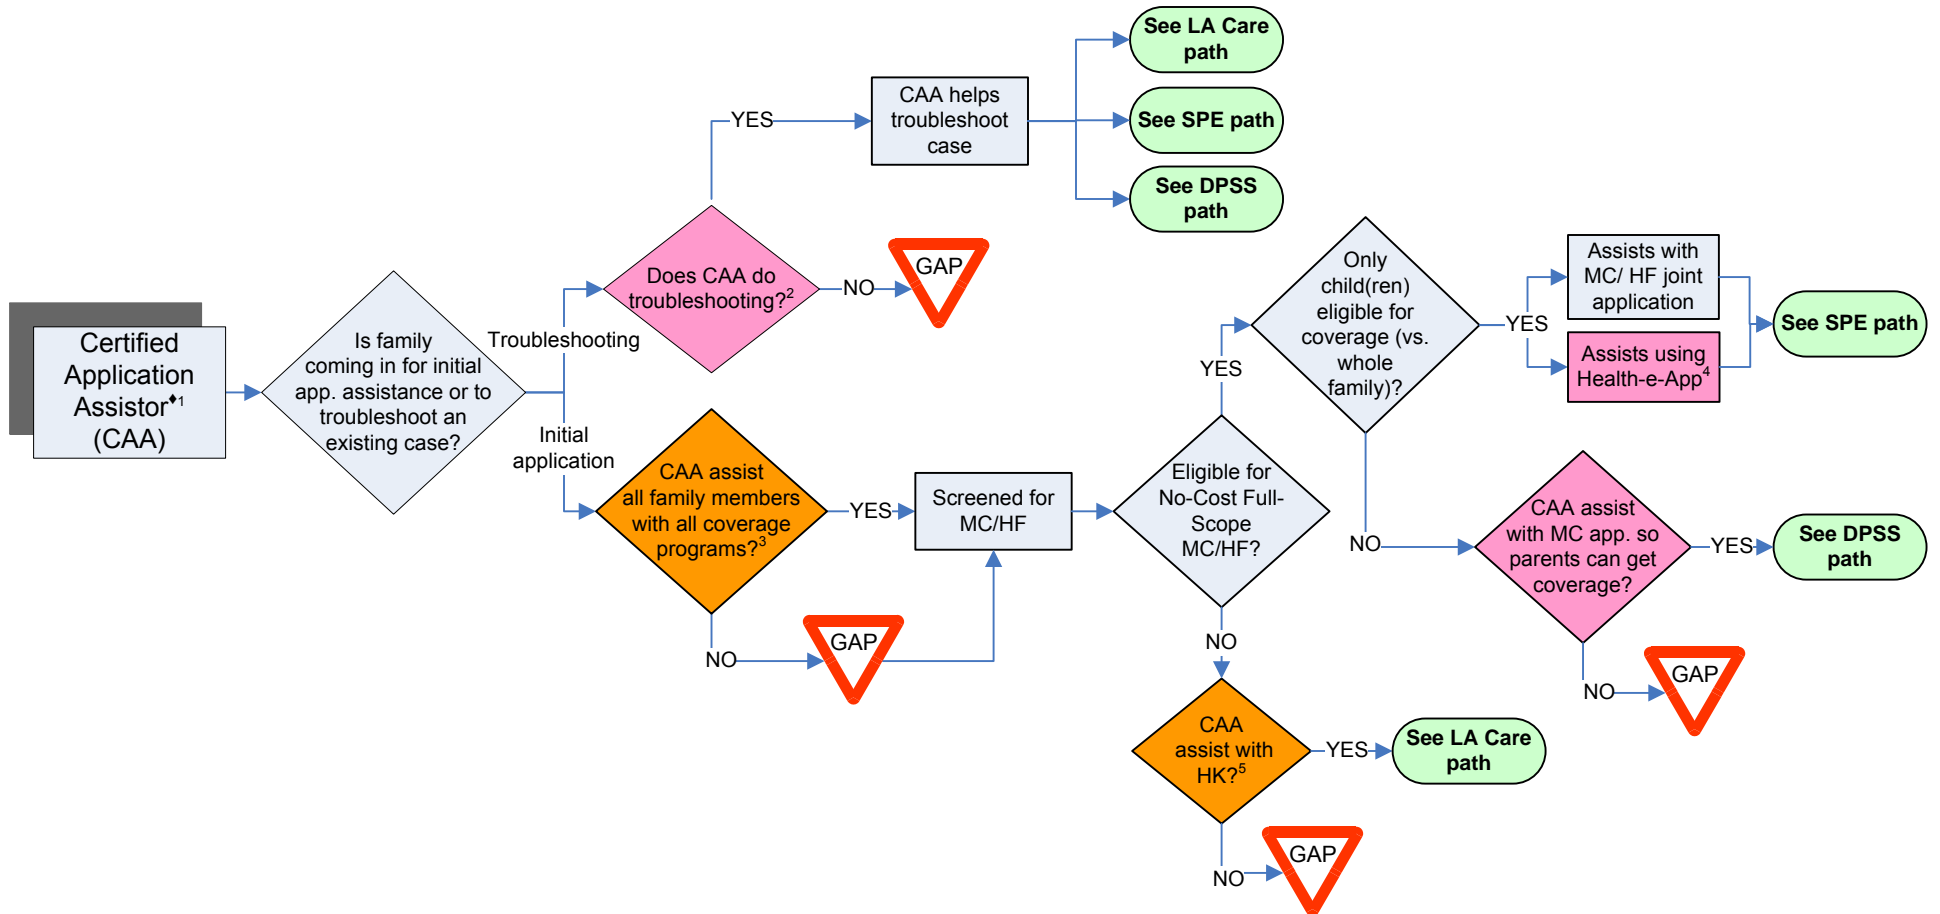 Certified
Application
Assistor♦1
(CAA)
Is family
coming in for initial
app. assistance or to
troubleshoot an
existing case?
Troubleshooting
Initial
application
Does CAA do
troubleshooting?2
YES
NO
GAP
CAA helps
troubleshoot
case
See LA Care
path
See SPE path
See DPSS
path
CAA assist
all family members
with all coverage
programs?3
YES
NO
GAP
Screened for
MC/HF
Eligible for
No-Cost Full-
Scope
MC/HF?
YES
NO
Only
child(ren)
eligible for
coverage (vs.
whole
family)?
YES
NO
Assists with
MC/ HF joint
application
Assists using
Health-e-App4
See SPE path
CAA assist
with MC app. so
parents can get
coverage?
YES
See DPSS
path
NO
GAP
CAA
assist with
HK?5
YES
See LA Care
path
NO
GAP